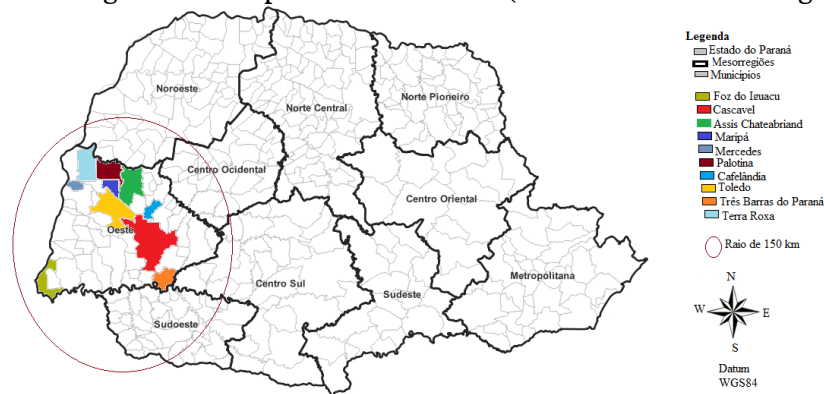 Noroeste
Norte Central
Norte Pioneiro
Centro Ocidental
Centro Oriental
Oeste
Centro Sul
Sudeste
Metropolitana
Sudoeste
Legenda
Estado do Paraná
Mesorregiões
Municípios
Foz do Iguacu
Cascavel
Assis Chateabriand
Maripá
Mercedes
Palotina
Cafelândia
Toledo
Três Barras do Paraná
Terra Roxa
Raio de 150 km
N
W
E
S
Datum
WGS84